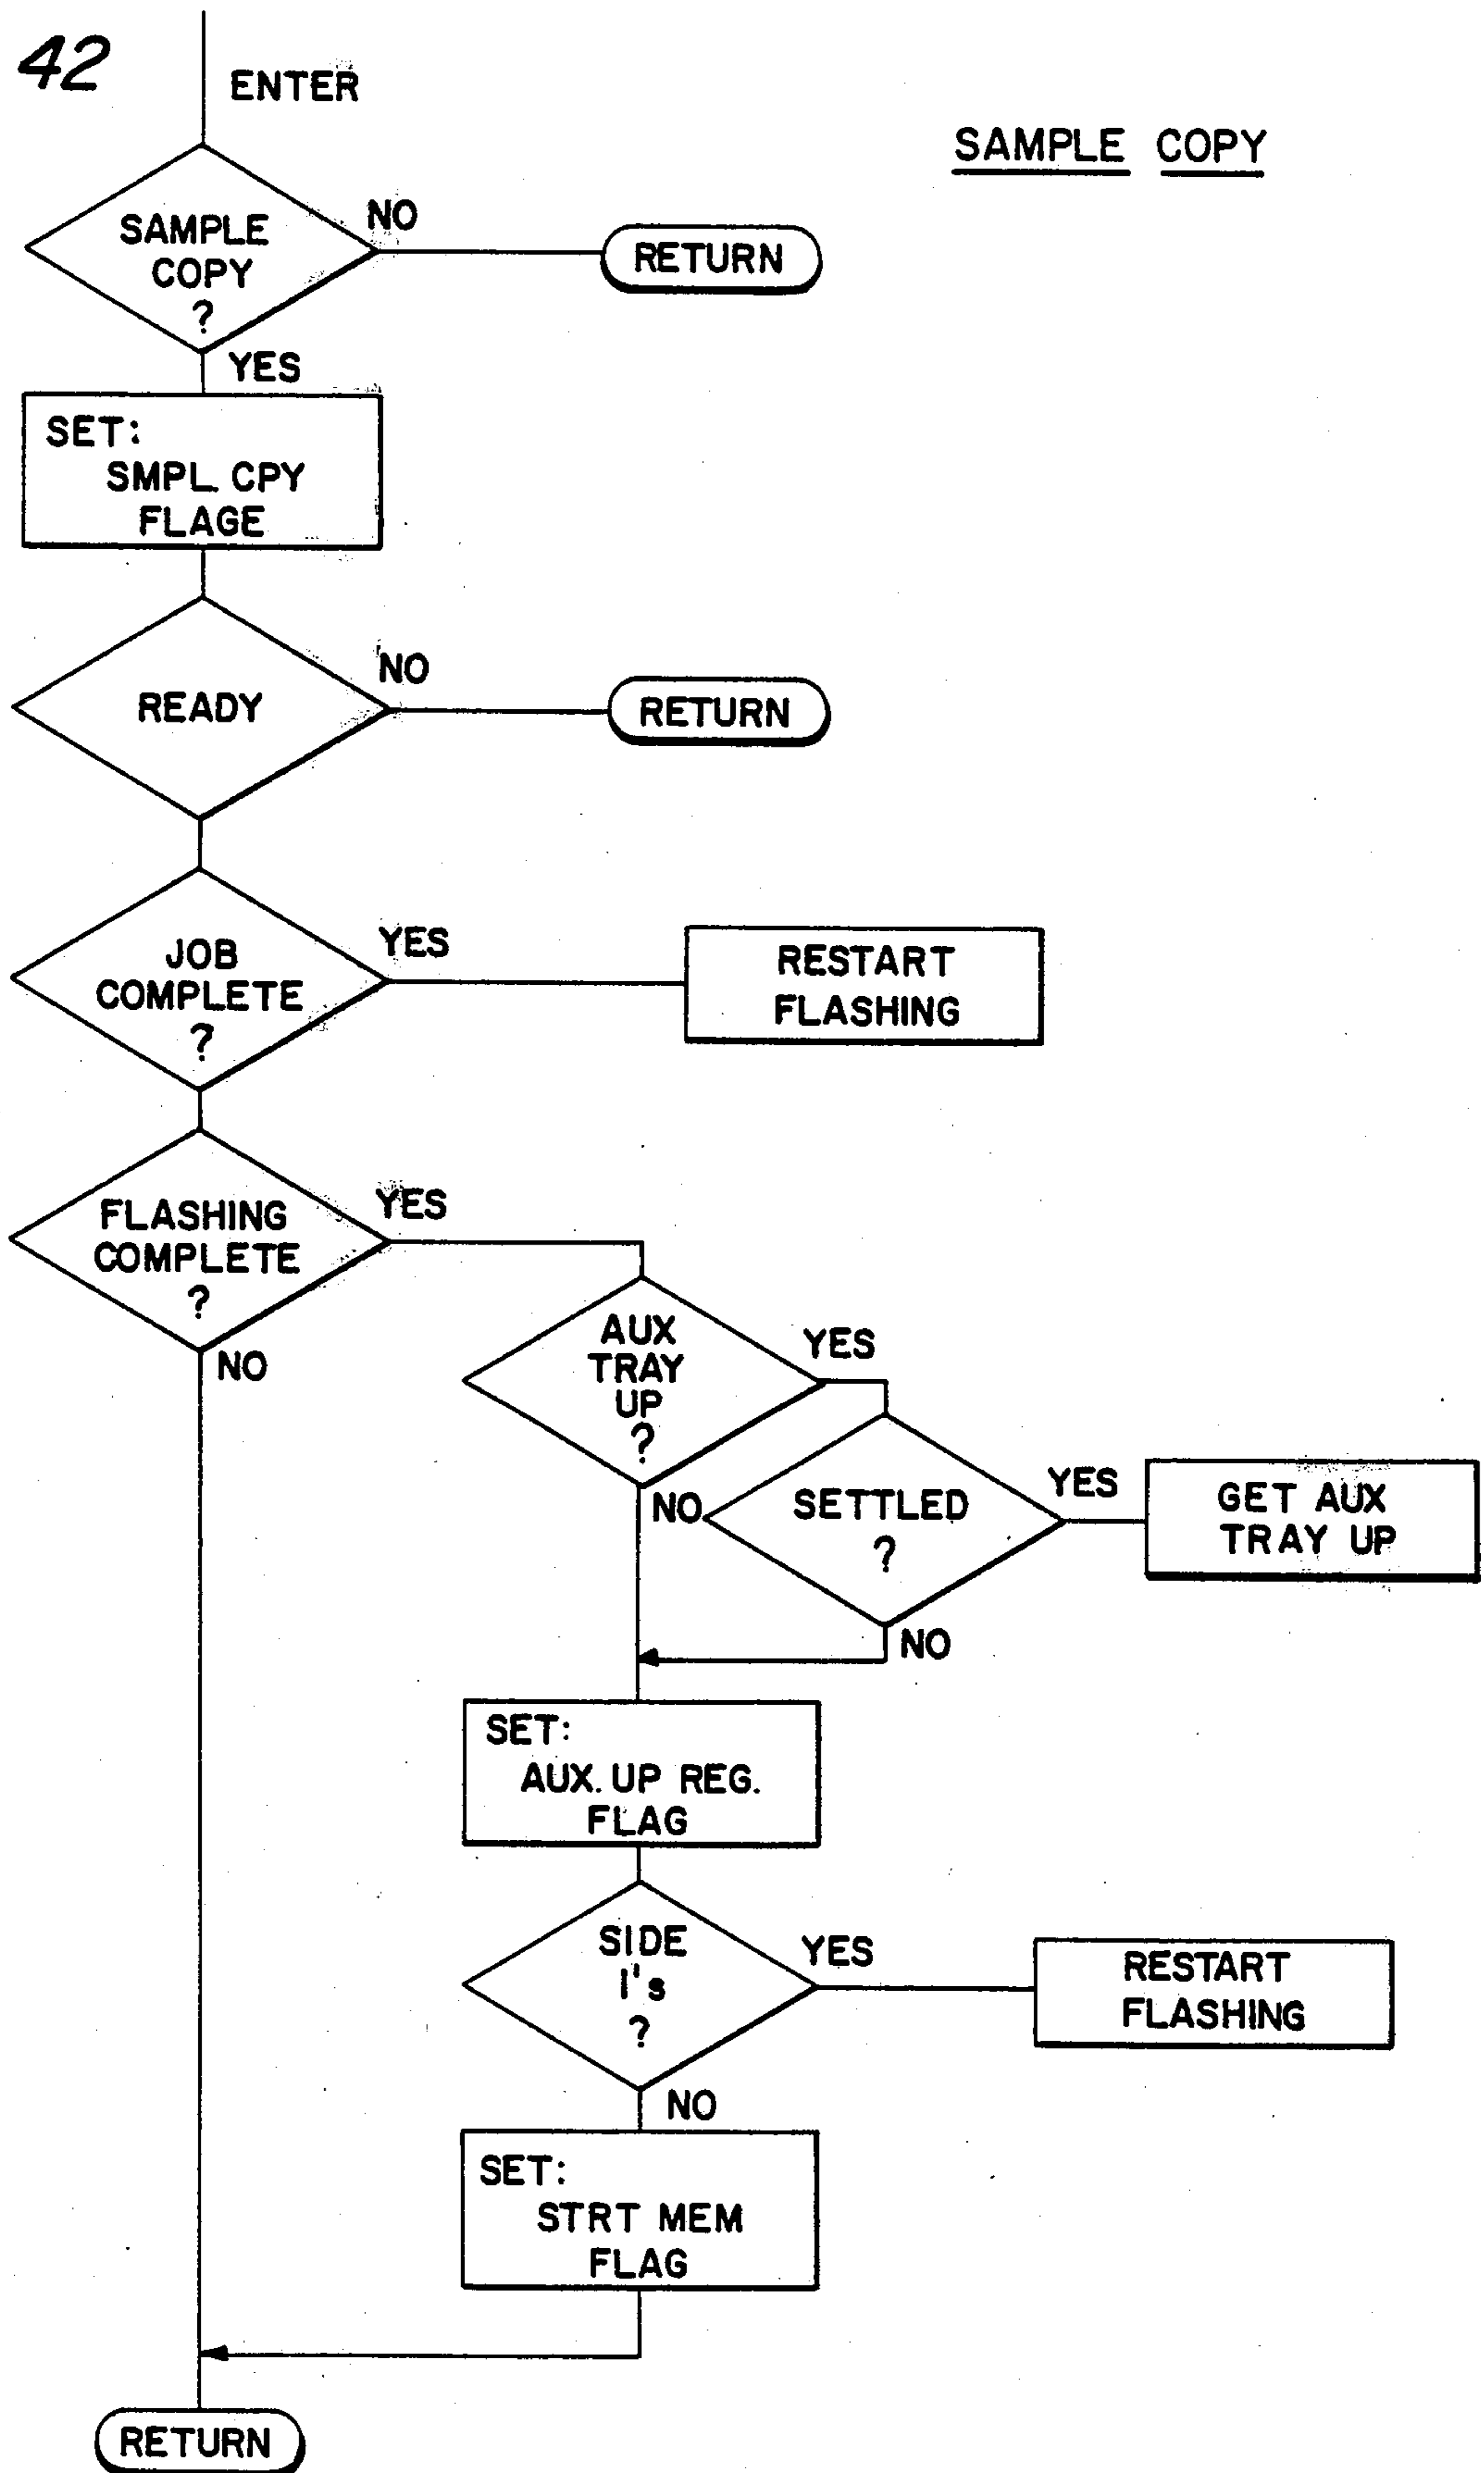 42
ENTER
SAMPLE COPY
SAMPLE
COPY
?
NO
RETURN
YES
SET:
SMPL. CPY
FLAGE
READY
NO
RETURN
JOB
COMPLETE
?
YES
RESTART
FLASHING
FLASHING
COMPLETE
?
YES
NO
AUX
TRAY
UP
?
YES
NO
SETTLED
?
YES
GET AUX
TRAY UP
NO
SET:
AUX. UP REG.
FLAG
SIDE
1's
?
YES
RESTART
FLASHING
NO
SET:
STRT MEM
FLAG
RETURN